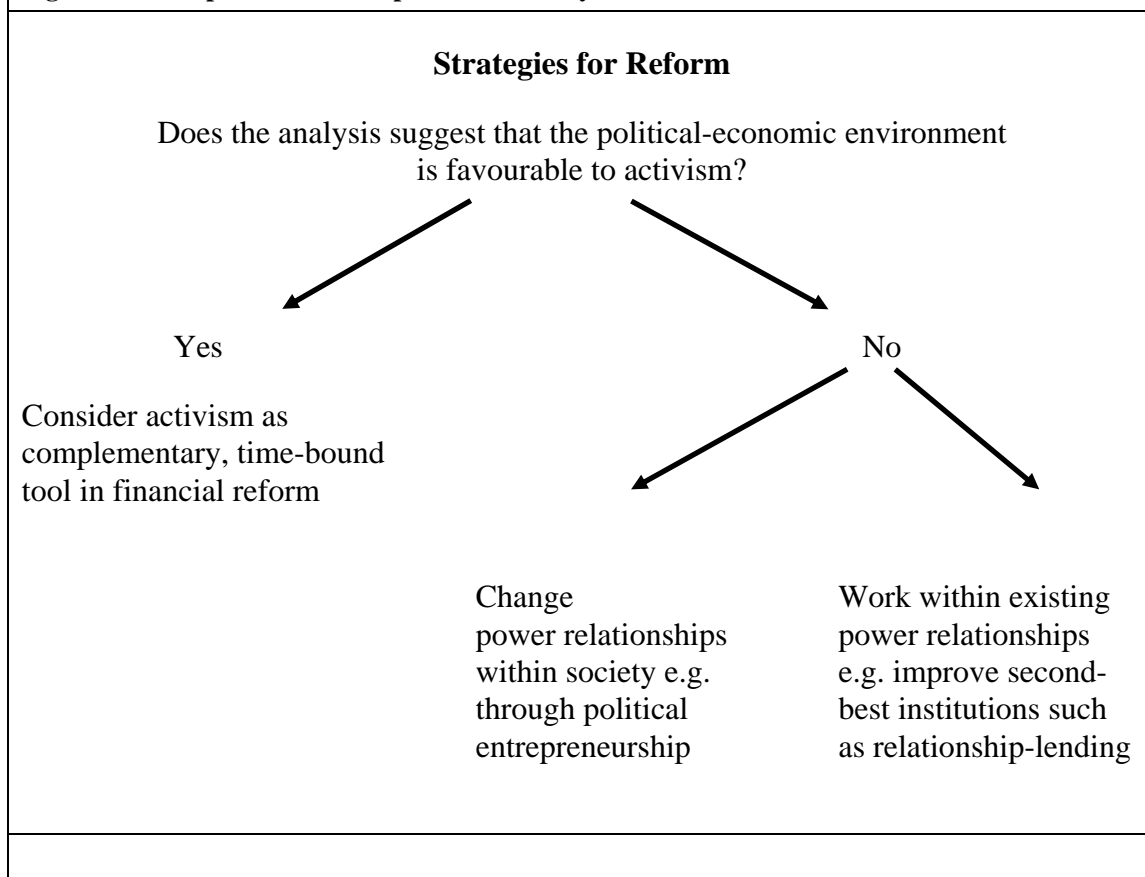 Strategies for Reform
Does the analysis suggest that the political-economic environment
is favourable to activism?
Yes
No
Consider activism as
complementary, time-bound
tool in financial reform
Change
power relationships
within society e.g.
through political
entrepreneurship
Work within existing
power relationships
e.g. improve second-
best institutions such
as relationship-lending